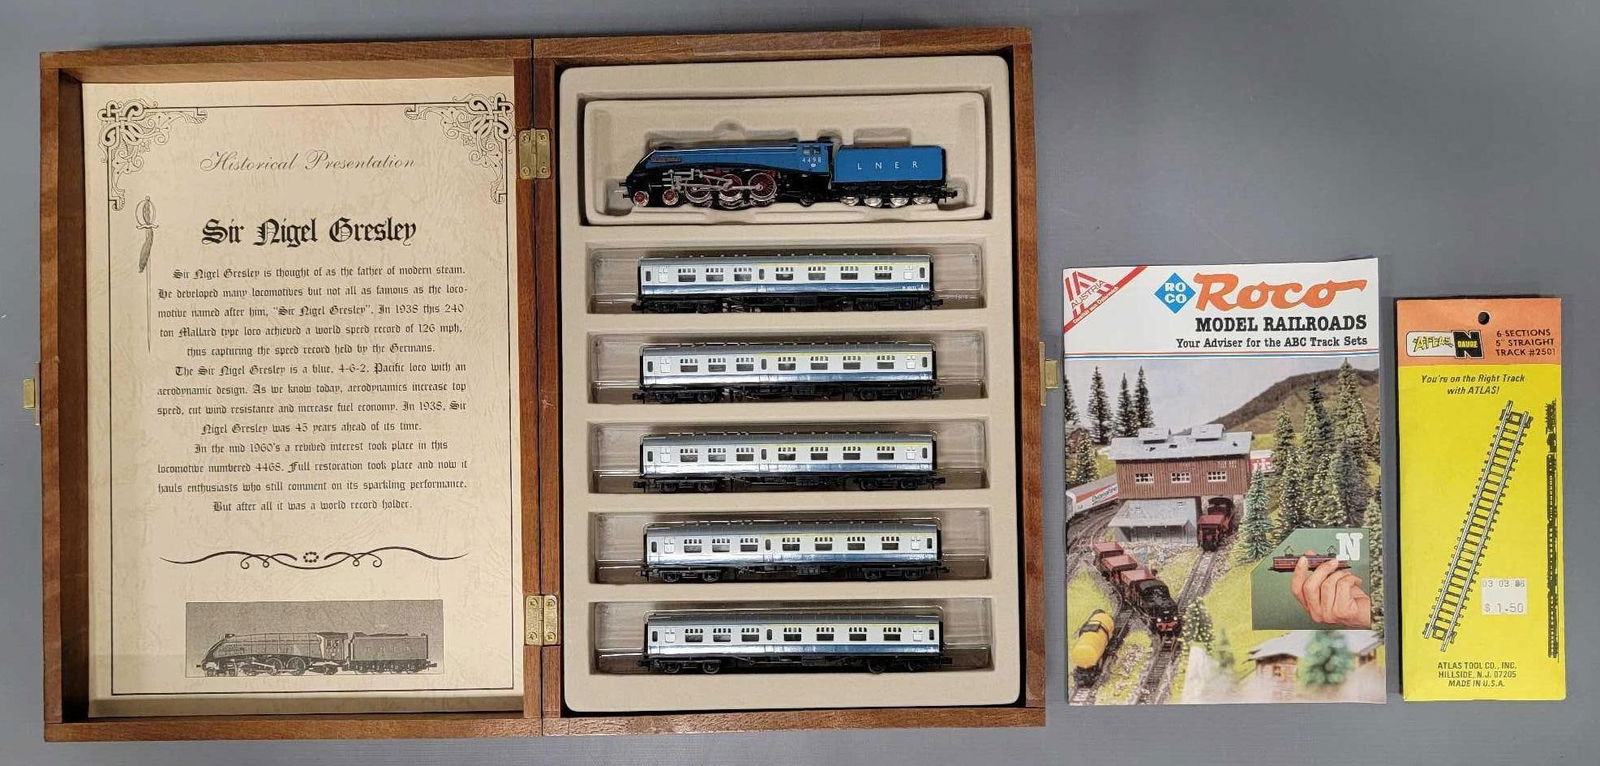 Historical Presentation
Sir Nigel Gresley
Sir Nigel Gresley is thought of as the father of modern steam.
He developed many locomotives but not all as famous as the loco-
motive named after him, "Sir Nigel Gresley". In 1938 this 240
ton Mallard type loco achieved a world speed record of 126 mph,
thus capturing the speed record held by the Germans.
The Sir Nigel Gresley is a blue, 4-6-2, Pacific loco with an
aerodynamic design. As we know today, aerodynamics increase top
speed, cut wind resistance and increase fuel economy. In 1938, Sir
Nigel Gresley was 45 years ahead of its time.
In the mid 1960's a revived interest took place in this
locomotive numbered 4468. Full restoration took place and now it
hauls enthusiasts who still comment on its sparkling performance.
But after all it was a world record holder.
4498
LNER
AUSTRIA
RO
CO
Roco
MODEL RAILROADS
Your Adviser for the ABC Track Sets
N
ATLAS
N
GAUGE
6-SECTIONS
5" STRAIGHT
TRACK #2501
You're on the Right Track
with ATLAS!
03 03 86
$ 1.50
ATLAS TOOL CO., INC.
HILLSIDE, N.J. 07205
MADE IN U.S.A.